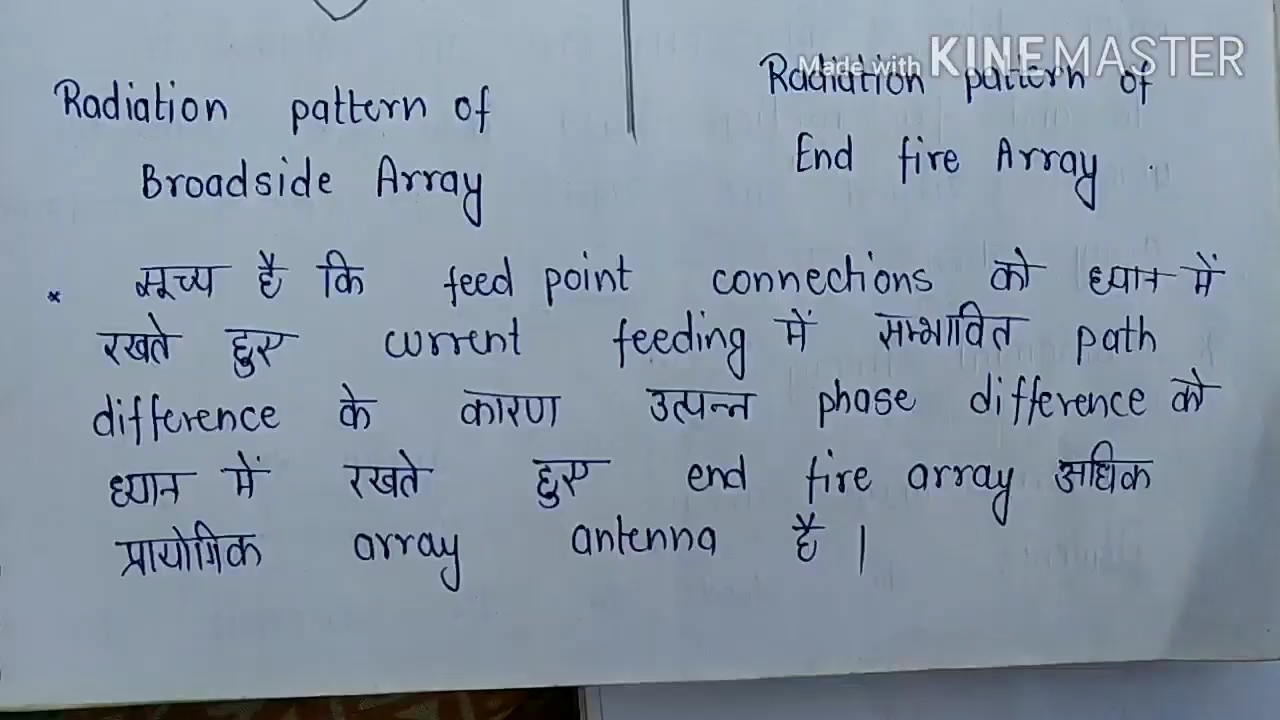 Made with KINEMASTER
Radiation pattern of
Broadside Array
Radiation pattern of
End fire Array
* सूच्य है कि feed point connections को ध्यान में
रखते हुए current feeding में सम्भावित path
difference के कारण उत्पन्न phase difference को
ध्यान में रखते हुए end fire array अधिक
प्रायोगिक array antenna है |